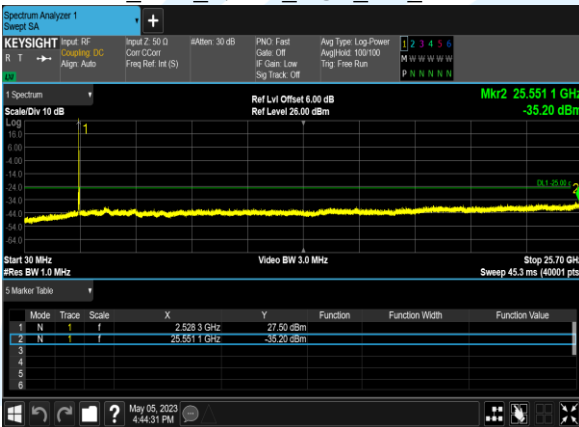 Spectrum Analyzer 1
Swept SA
KEYSIGHT Input: RF Input Z: 50 Ω #Atten: 30 dB PNO: Fast Avg Type: Log-Power 1 2 3 4 5 6
R T Coupling: DC Corr CCorr Gate: Off Avg|Hold: 100/100 M W W W W W
Align: Auto Freq Ref: Int (S) IF Gain: Low Trig: Free Run P N N N N N
Sig Track: Off
LV
1 Spectrum Ref Lvl Offset 6.00 dB Mkr2 25.551 1 GHz
Scale/Div 10 dB Ref Level 26.00 dBm -35.20 dBm
Log
16.0 1
6.00
-4.00
-14.0
-24.0 DL1 -25.00 2
-34.0
-44.0
-54.0
-64.0
Start 30 MHz Video BW 3.0 MHz Stop 25.70 GHz
#Res BW 1.0 MHz Sweep 45.3 ms (40001 pts
5 Marker Table
Mode Trace Scale X Y Function Function Width Function Value
1 N 1 f 2.528 3 GHz 27.50 dBm
2 N 1 f 25.551 1 GHz -35.20 dBm
3
4
5
6
? May 05, 2023
4:44:31 PM